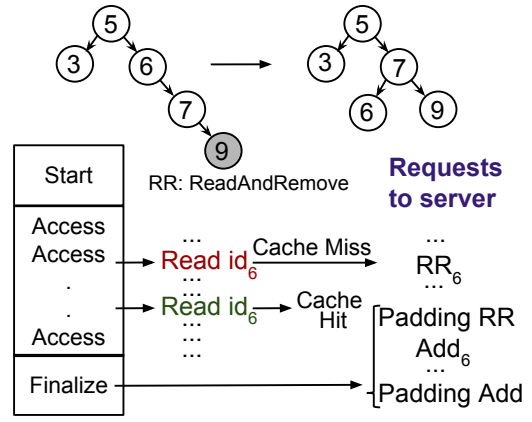 5
5
3
6
3
7
7
6
9
9
RR: ReadAndRemove
Requests
to server
Start
Access
Access
.
.
Access
Finalize
...
Read id6
Cache Miss
...
RR6
...
...
Read id6
Cache
Hit
...
...
Padding RR
Add6
...
Padding Add